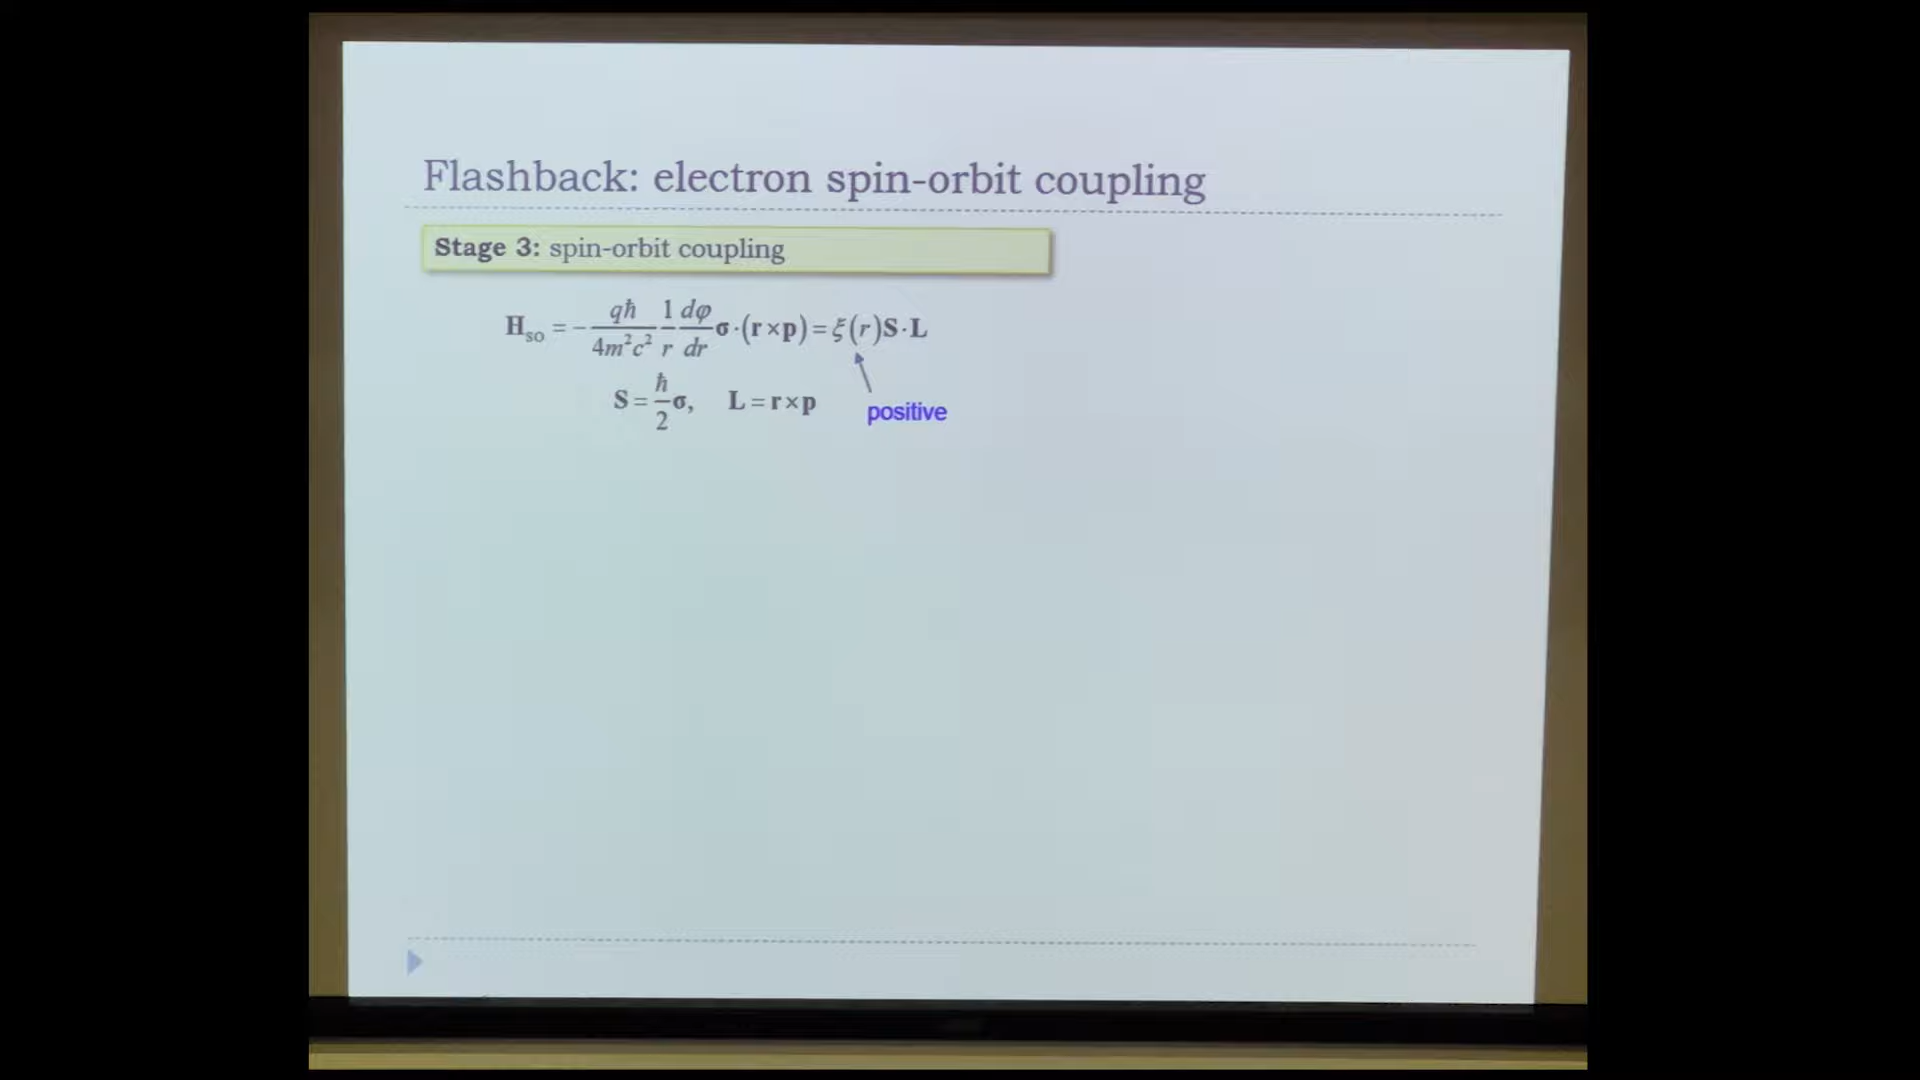 Flashback: electron spin-orbit coupling
Stage 3: spin-orbit coupling
H_so = − qħ/4m²c² 1/r dφ/dr σ·(r×p) = ξ(r)S·L
S = ħ/2 σ, L = r×p
positive